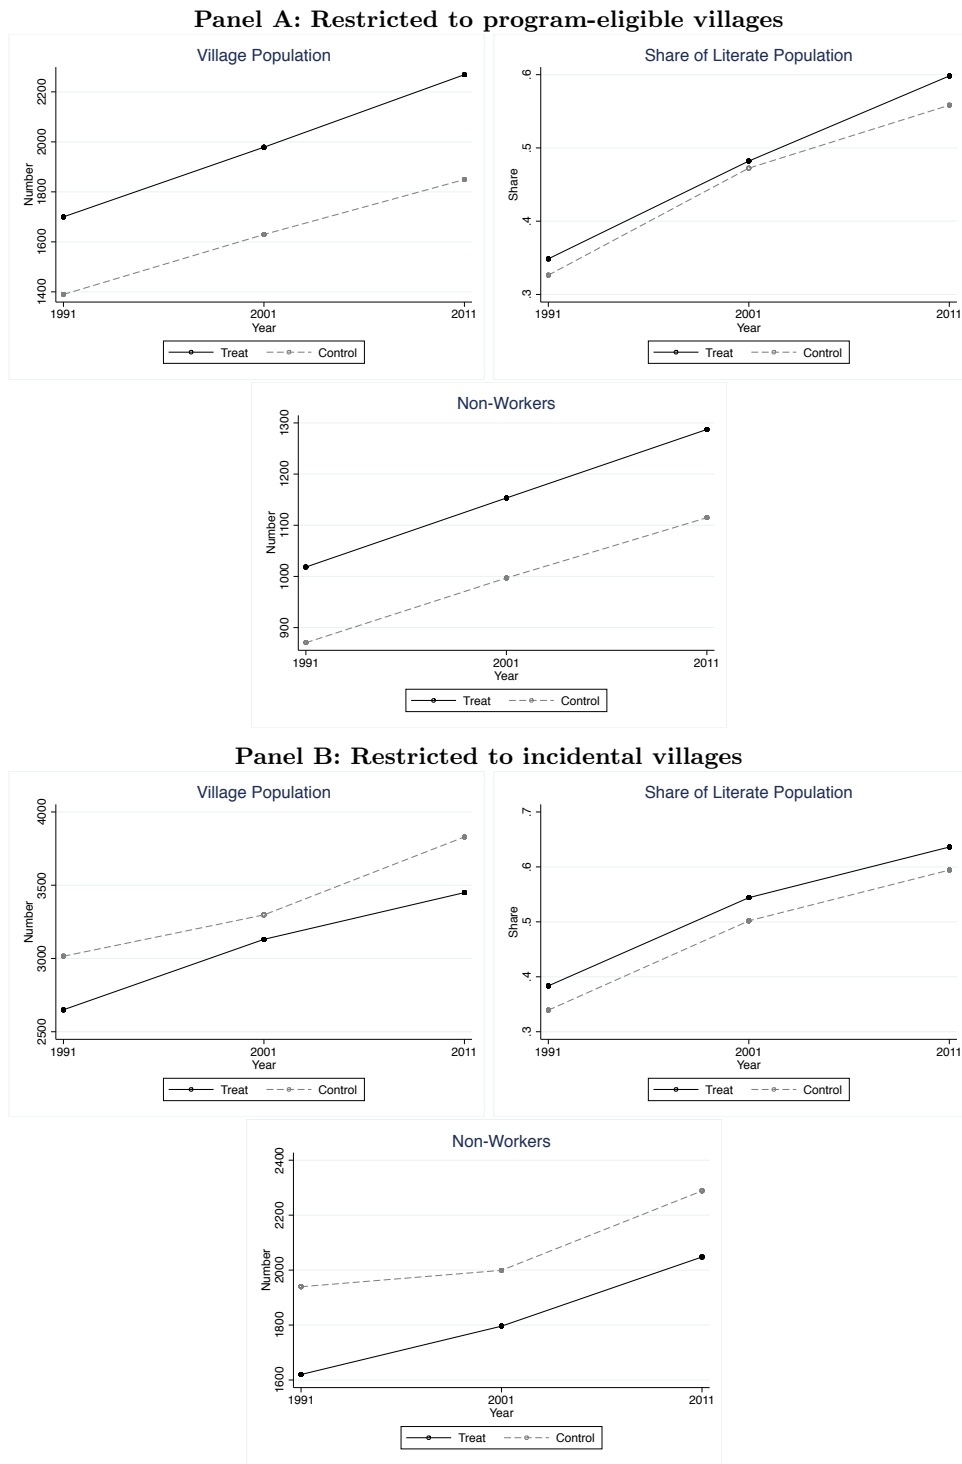 Panel A: Restricted to program-eligible villages
Village Population
Number
2200
2000
1800
1600
1400
1991 2001 2011
Year
Treat Control
Share of Literate Population
Share
.6
.5
.4
.3
1991 2001 2011
Year
Treat Control
Non-Workers
Number
1300
1200
1100
1000
900
1991 2001 2011
Year
Treat Control
Panel B: Restricted to incidental villages
Village Population
Number
4000
3500
3000
2500
1991 2001 2011
Year
Treat Control
Share of Literate Population
Share
.7
.6
.5
.4
.3
1991 2001 2011
Year
Treat Control
Non-Workers
Number
2400
2200
2000
1800
1600
1991 2001 2011
Year
Treat Control